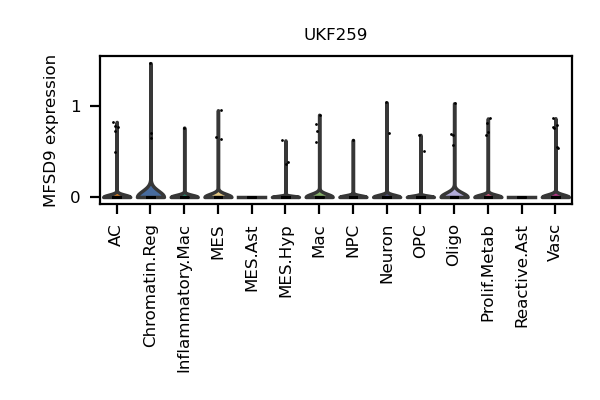 UKF259
MFSD9 expression
1
0
AC
Chromatin.Reg
Inflammatory.Mac
MES
MES.Ast
MES.Hyp
Mac
NPC
Neuron
OPC
Oligo
Prolif.Metab
Reactive.Ast
Vasc